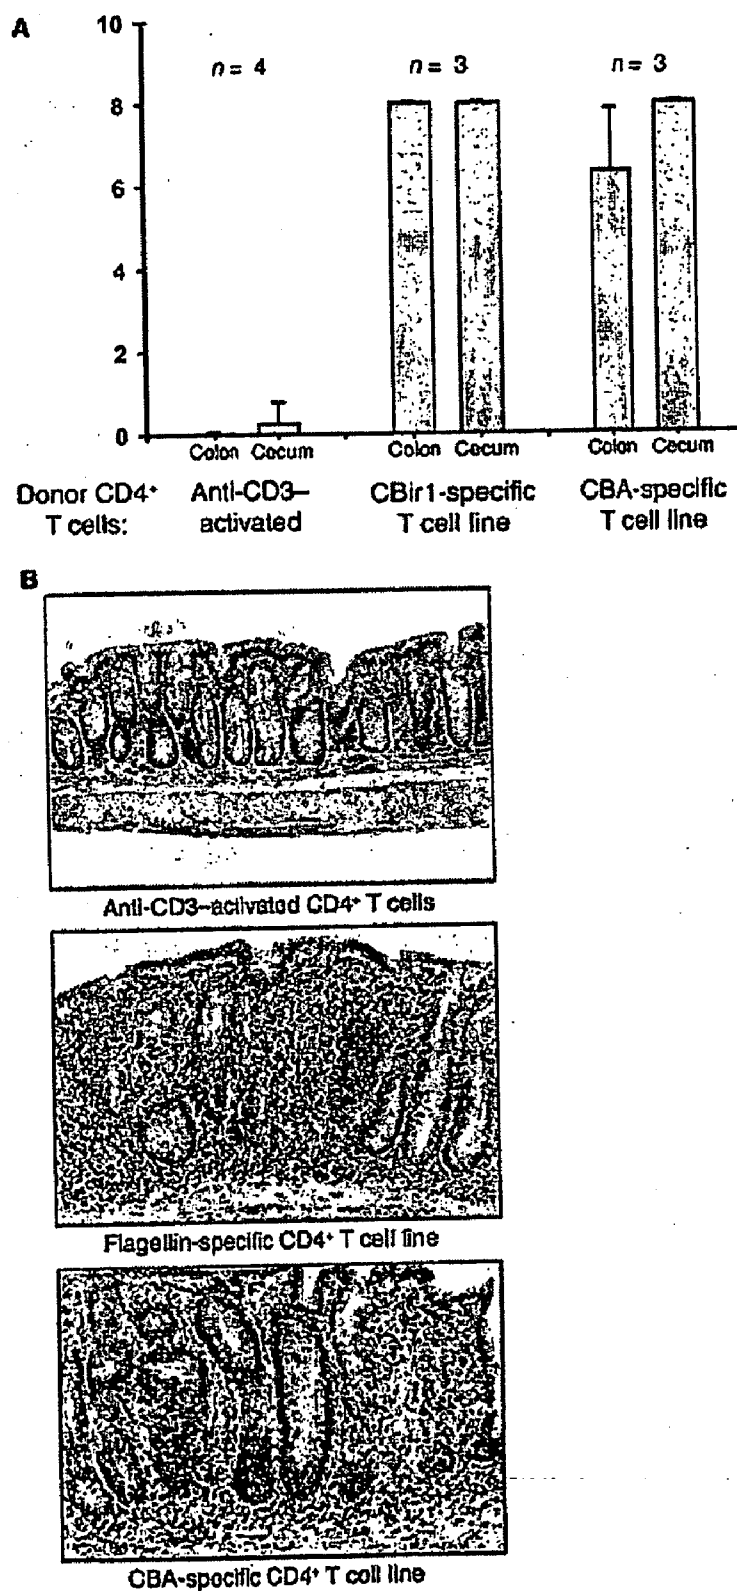 A
10
n = 4
n = 3
n = 3
8
6
4
2
0
Colon Cecum
Colon Cecum
Colon Cecum
Donor CD4+
T cells:
Anti-CD3–
activated
CBir1-specific
T cell line
CBA-specific
T cell line
B
Anti-CD3–activated CD4+ T cells
Flagellin-specific CD4+ T cell line
CBA-specific CD4+ T cell line